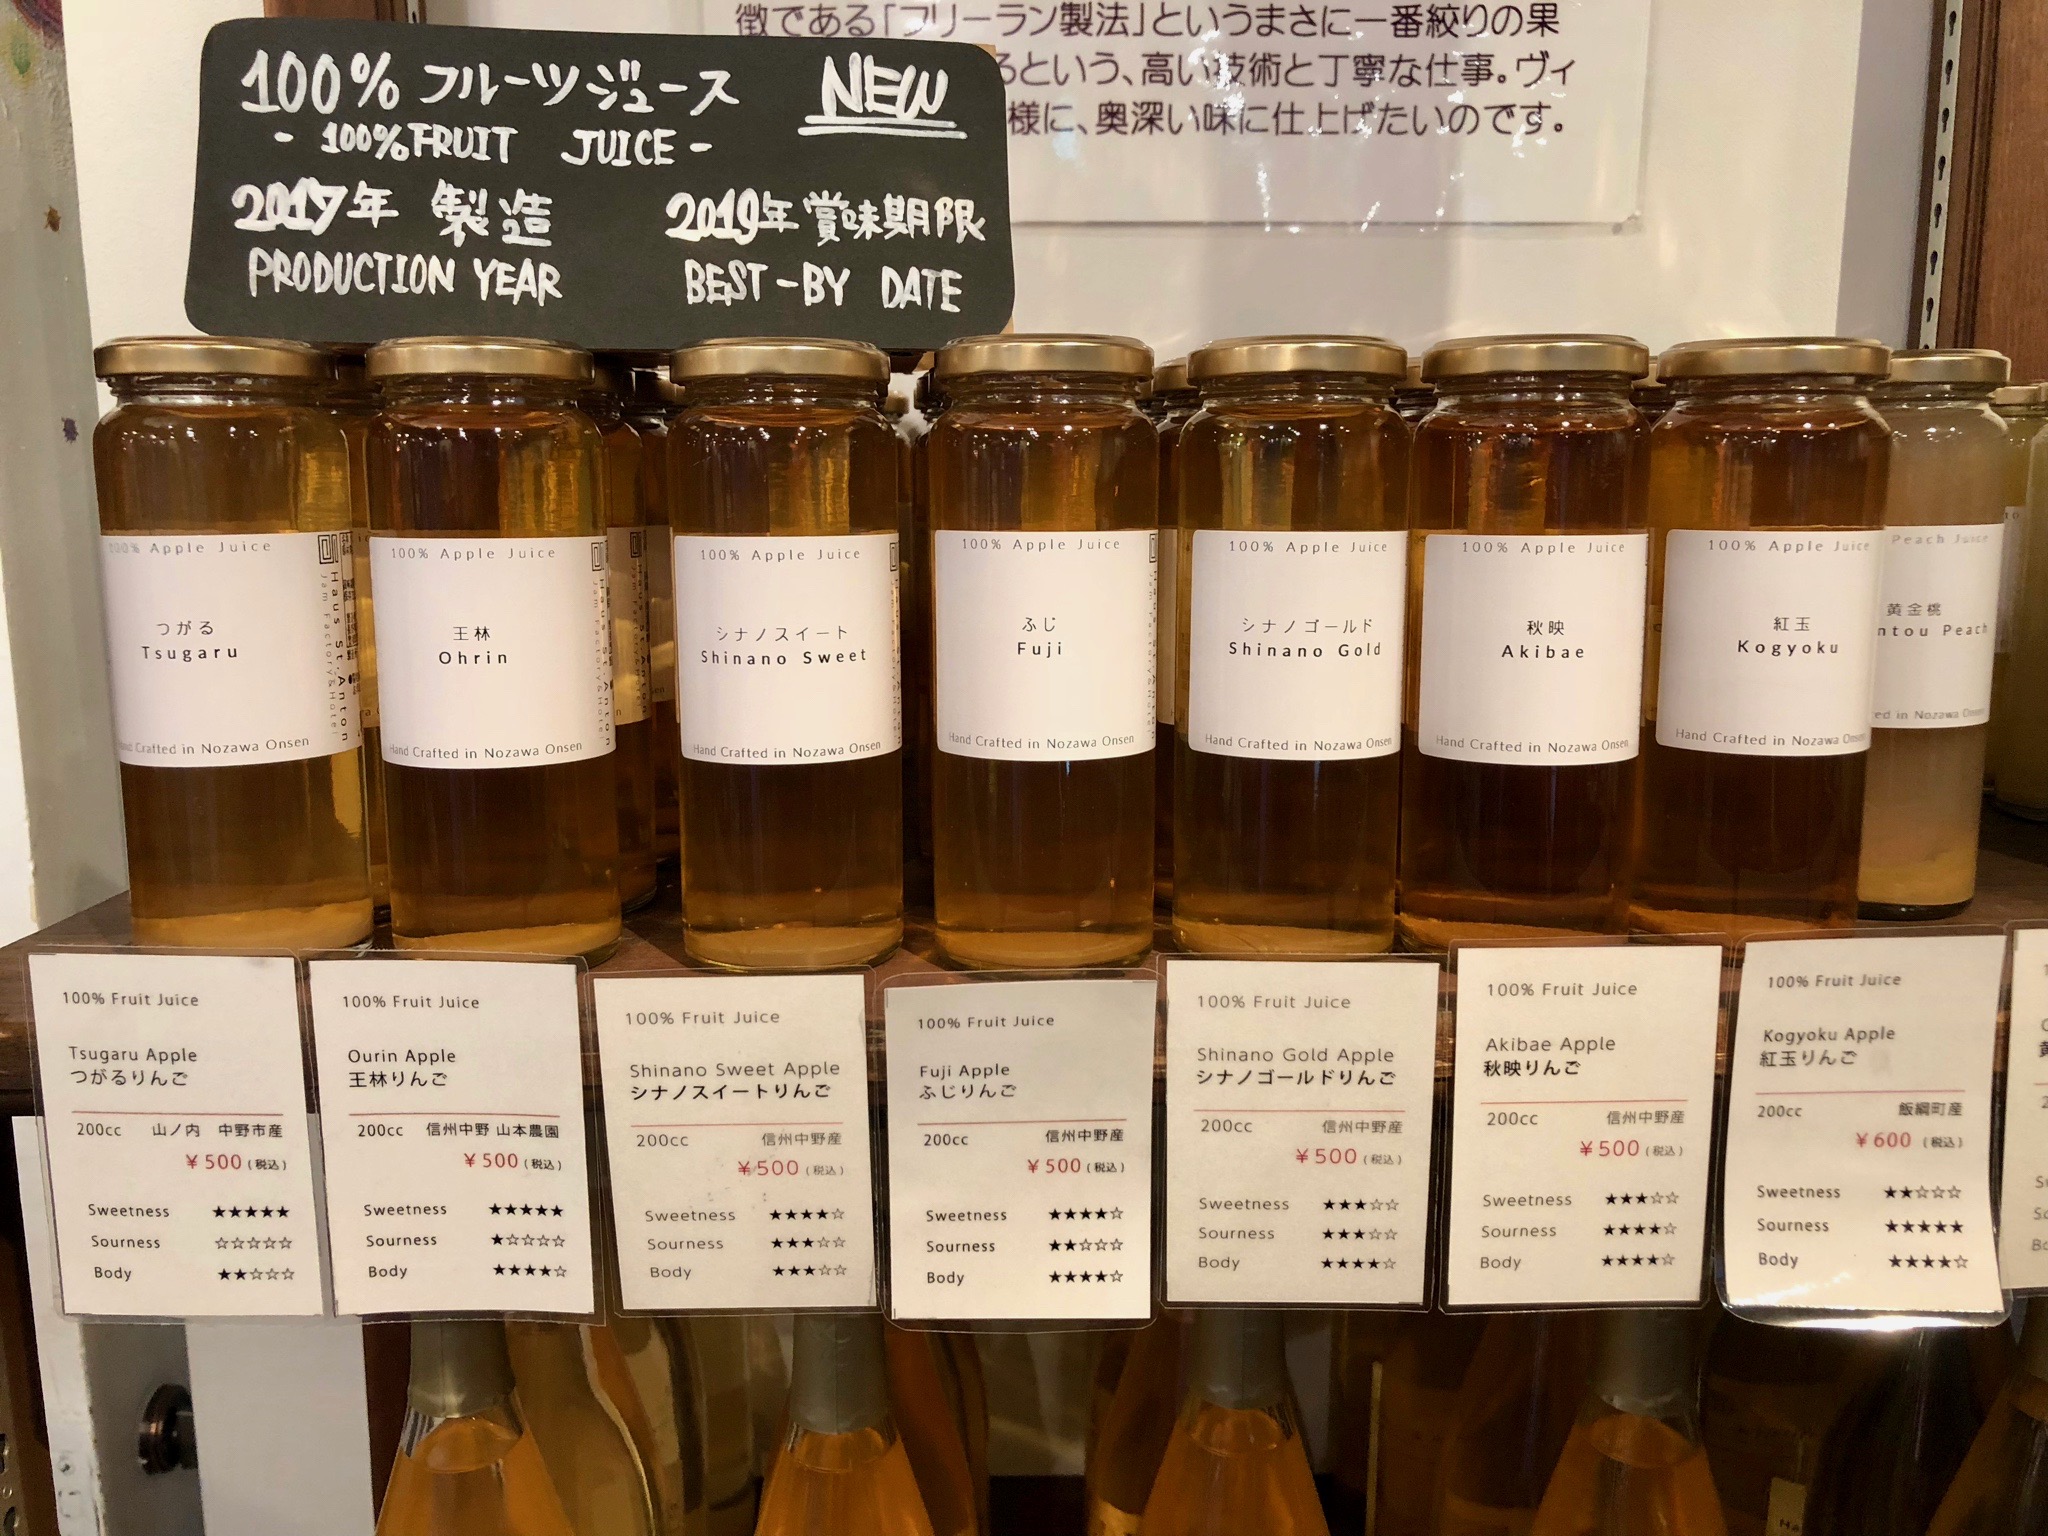 徴である「フリーラン製法」というまさに一番絞りの果
るという、高い技術と丁寧な仕事。ヴィ
様に、奥深い味に仕上げたいのです。
100% フルーツジュース
NEW
- 100% FRUIT JUICE -
2017年 製造
2019年 賞味期限
PRODUCTION YEAR
BEST-BY DATE
100% Apple Juice
つがる
Tsugaru
Hand Crafted in Nozawa Onsen
Haus St. Anton
Jam Factory & Hotel
100% Apple Juice
王林
Ohrin
Hand Crafted in Nozawa Onsen
Haus St. Anton
Jam Factory & Hotel
100% Apple Juice
シナノスイート
Shinano Sweet
Hand Crafted in Nozawa Onsen
100% Apple Juice
ふじ
Fuji
Hand Crafted in Nozawa Onsen
100% Apple Juice
シナノゴールド
Shinano Gold
Hand Crafted in Nozawa Onsen
100% Apple Juice
秋映
Akibae
Hand Crafted in Nozawa Onsen
100% Apple Juice
紅玉
Kogyoku
Hand Crafted in Nozawa Onsen
Peach Juice
黄金桃
ntou Peach
Nozawa Onsen
100% Fruit Juice
Tsugaru Apple
つがるりんご
200cc 山ノ内 中野市産
¥500 (税込)
Sweetness ★★★★★
Sourness ☆☆☆☆☆
Body ★★☆☆☆
100% Fruit Juice
Ourin Apple
王林りんご
200cc 信州中野 山本農園
¥500 (税込)
Sweetness ★★★★★
Sourness ★☆☆☆☆
Body ★★★★☆
100% Fruit Juice
Shinano Sweet Apple
シナノスイートりんご
200cc 信州中野産
¥500 (税込)
Sweetness ★★★★☆
Sourness ★★★☆☆
Body ★★★☆☆
100% Fruit Juice
Fuji Apple
ふじりんご
200cc 信州中野産
¥500 (税込)
Sweetness ★★★★☆
Sourness ★★☆☆☆
Body ★★★★☆
100% Fruit Juice
Shinano Gold Apple
シナノゴールドりんご
200cc 信州中野産
¥500 (税込)
Sweetness ★★★☆☆
Sourness ★★★☆☆
Body ★★★★☆
100% Fruit Juice
Akibae Apple
秋映りんご
200cc 信州中野産
¥500 (税込)
Sweetness ★★★☆☆
Sourness ★★★★☆
Body ★★★★☆
100% Fruit Juice
Kogyoku Apple
紅玉りんご
200cc 飯綱町産
¥600 (税込)
Sweetness ★★☆☆☆
Sourness ★★★★★
Body ★★★★☆